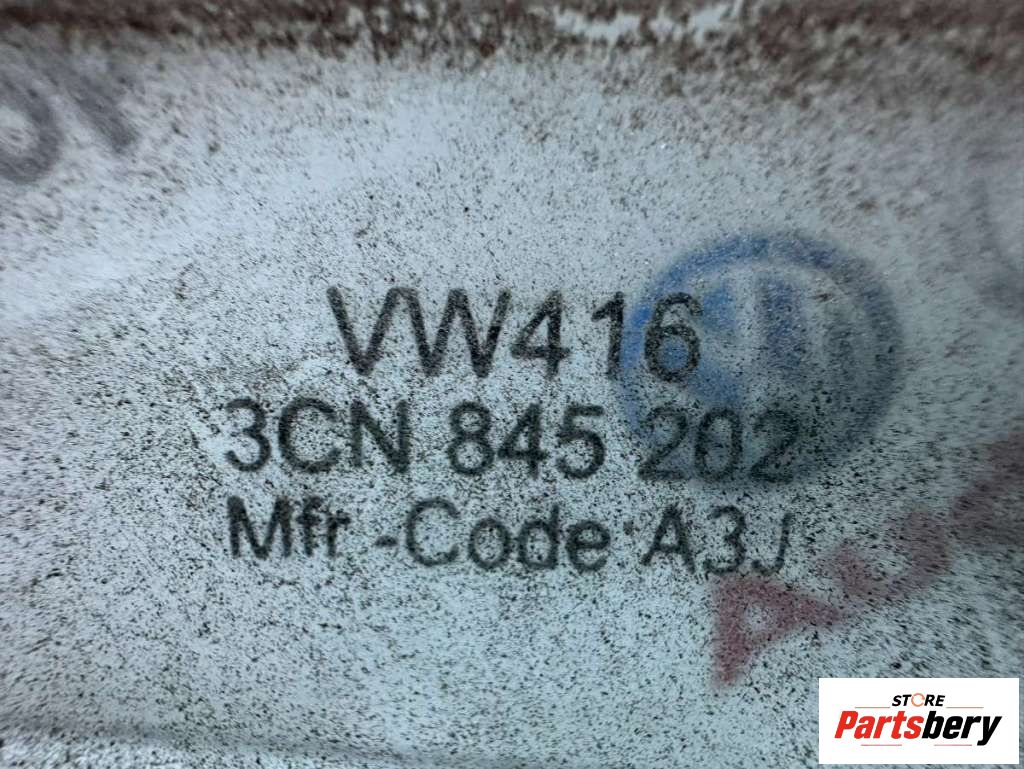 VW416
3CN 845 202
Mfr -Code A3J
STORE
Partsbery